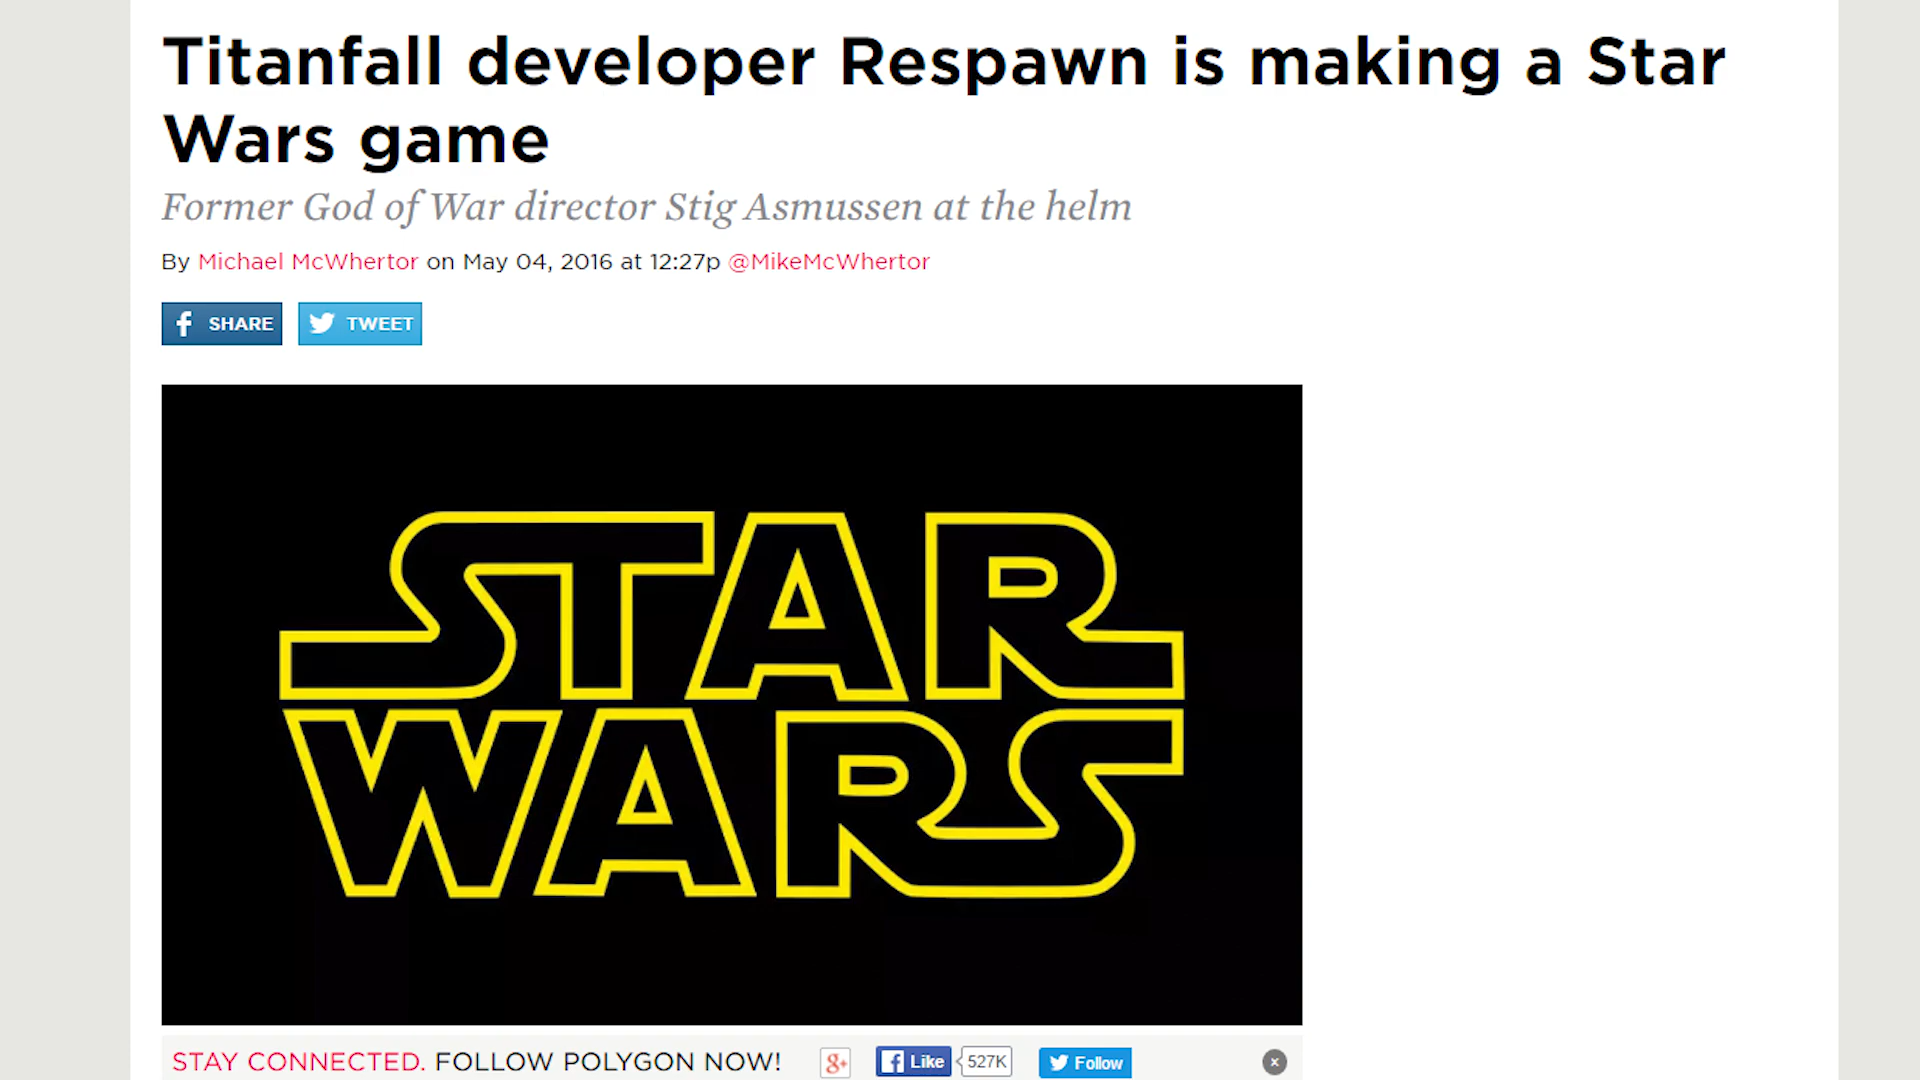 Titanfall developer Respawn is making a Star
Wars game
Former God of War director Stig Asmussen at the helm
By Michael McWhertor on May 04, 2016 at 12:27p @MikeMcWhertor
SHARE TWEET
STAR
WARS
STAY CONNECTED. FOLLOW POLYGON NOW! g+ Like 527K Follow